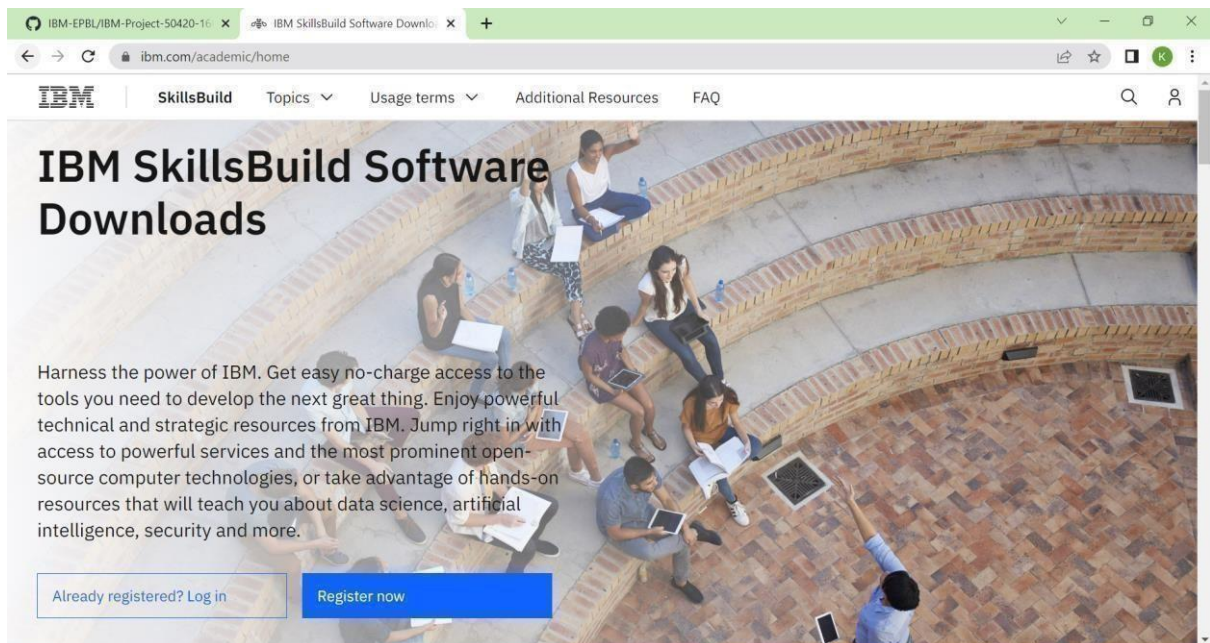 IBM-EPBL/IBM-Project-50420-16
IBM SkillsBuild Software Downlo
ibm.com/academic/home
K
IBM SkillsBuild Topics Usage terms Additional Resources FAQ
IBM SkillsBuild Software
Downloads
Harness the power of IBM. Get easy no-charge access to the
tools you need to develop the next great thing. Enjoy powerful
technical and strategic resources from IBM. Jump right in with
access to powerful services and the most prominent open-
source computer technologies, or take advantage of hands-on
resources that will teach you about data science, artificial
intelligence, security and more.
Already registered? Log in
Register now